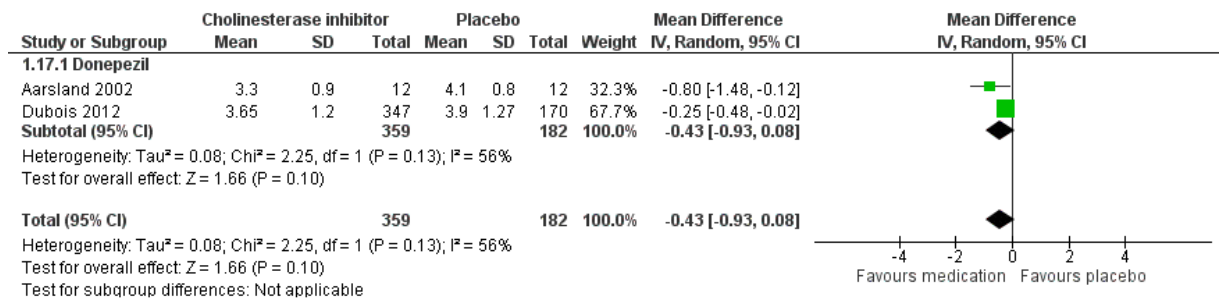 Cholinesterase inhibitor Placebo Mean Difference Mean Difference
Study or Subgroup Mean SD Total Mean SD Total Weight IV, Random, 95% CI IV, Random, 95% CI
1.17.1 Donepezil
Aarsland 2002 3.3 0.9 12 4.1 0.8 12 32.3% -0.80 [-1.48, -0.12]
Dubois 2012 3.65 1.2 347 3.9 1.27 170 67.7% -0.25 [-0.48, -0.02]
Subtotal (95% CI) 359 182 100.0% -0.43 [-0.93, 0.08]
Heterogeneity: Tau² = 0.08; Chi² = 2.25, df = 1 (P = 0.13); I² = 56%
Test for overall effect: Z = 1.66 (P = 0.10)
Total (95% CI) 359 182 100.0% -0.43 [-0.93, 0.08]
Heterogeneity: Tau² = 0.08; Chi² = 2.25, df = 1 (P = 0.13); I² = 56%
Test for overall effect: Z = 1.66 (P = 0.10)
Test for subgroup differences: Not applicable
-4 -2 0 2 4
Favours medication Favours placebo